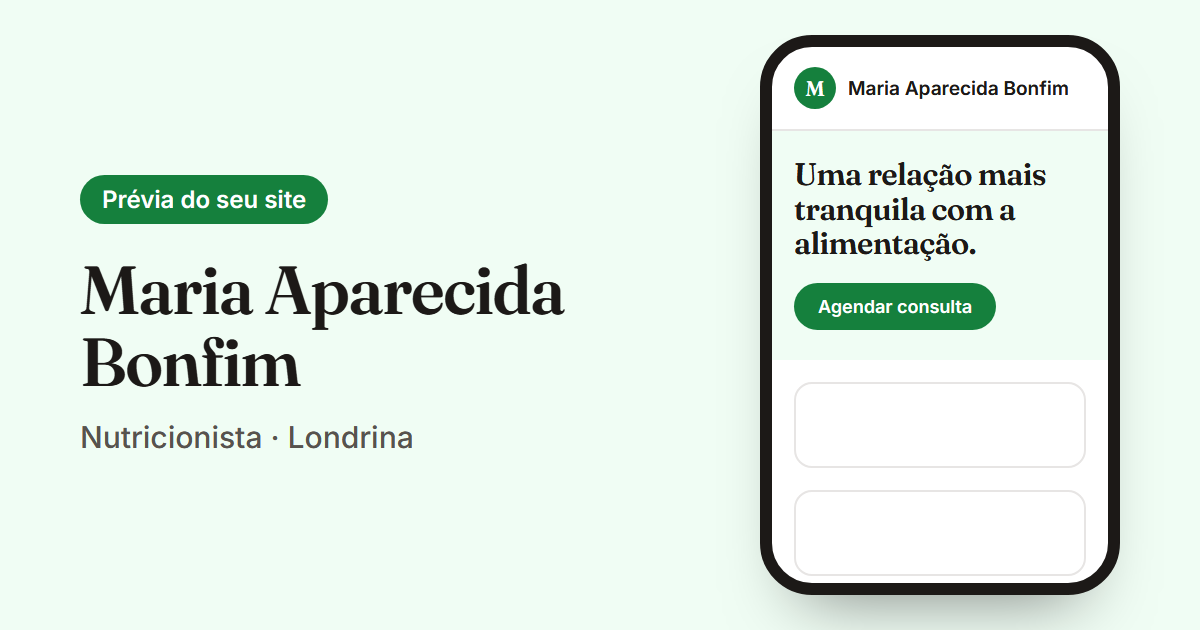 Prévia do seu site
Maria Aparecida
Bonfim
Nutricionista · Londrina
M
Maria Aparecida Bonfim
Uma relação mais
tranquila com a
alimentação.
Agendar consulta